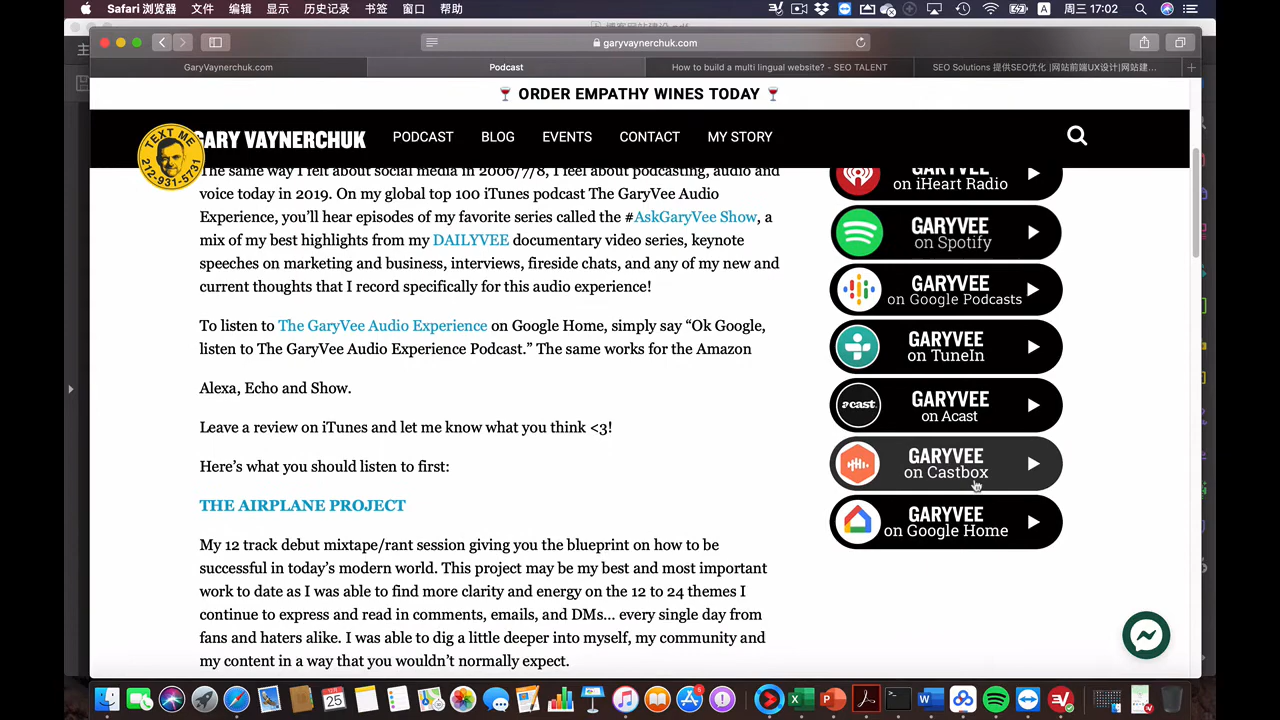 Safari 浏览器 文件 编辑 显示 历史记录 书签 窗口 帮助
A 周三 17:02
garyvaynerchuk.com
GaryVaynerchuk.com Podcast How to build a multi lingual website? - SEO TALENT SEO Solutions 提供SEO优化 |网站前端UX设计|网站建...
🍷 ORDER EMPATHY WINES TODAY 🍷
TEXT ME
212-931-5731
GARY VAYNERCHUK PODCAST BLOG EVENTS CONTACT MY STORY
The same way I felt about social media in 2006/7/8, I feel about podcasting, audio and
voice today in 2019. On my global top 100 iTunes podcast The GaryVee Audio
Experience, you’ll hear episodes of my favorite series called the #AskGaryVee Show, a
mix of my best highlights from my DAILYVEE documentary video series, keynote
speeches on marketing and business, interviews, fireside chats, and any of my new and
current thoughts that I record specifically for this audio experience!
To listen to The GaryVee Audio Experience on Google Home, simply say “Ok Google,
listen to The GaryVee Audio Experience Podcast.” The same works for the Amazon
Alexa, Echo and Show.
Leave a review on iTunes and let me know what you think <3!
Here’s what you should listen to first:
THE AIRPLANE PROJECT
My 12 track debut mixtape/rant session giving you the blueprint on how to be
successful in today’s modern world. This project may be my best and most important
work to date as I was able to find more clarity and energy on the 12 to 24 themes I
continue to express and read in comments, emails, and DMs... every single day from
fans and haters alike. I was able to dig a little deeper into myself, my community and
my content in a way that you wouldn’t normally expect.
GARYVEE
on iHeart Radio
GARYVEE
on Spotify
GARYVEE
on Google Podcasts
GARYVEE
on TuneIn
acast
GARYVEE
on Acast
GARYVEE
on Castbox
GARYVEE
on Google Home
25